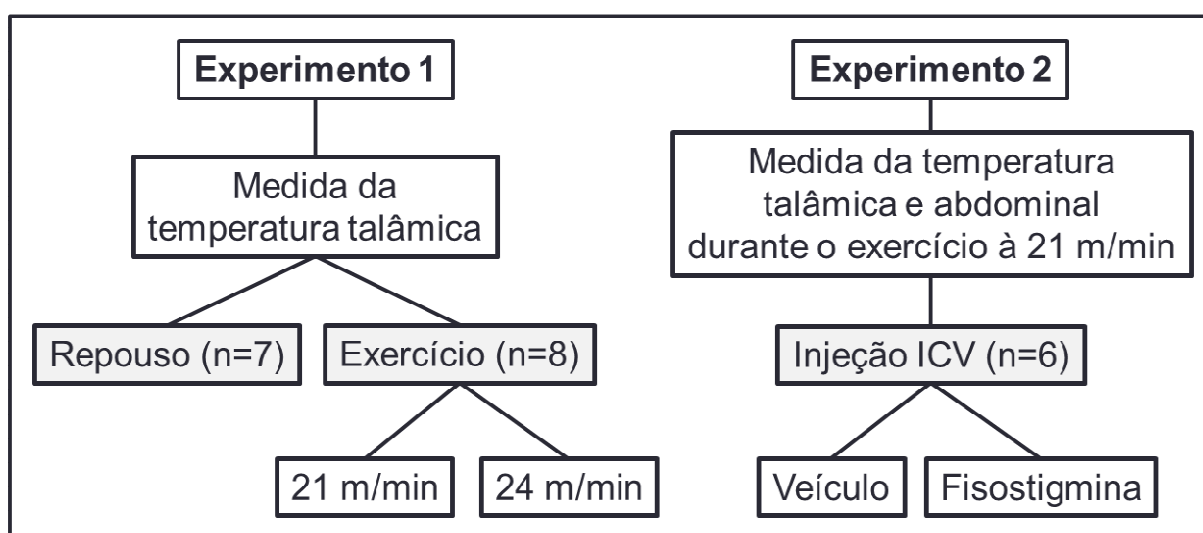 Experimento 1
Medida da
temperatura talâmica
Repouso (n=7)
Exercício (n=8)
21 m/min
24 m/min
Experimento 2
Medida da temperatura
talâmica e abdominal
durante o exercício à 21 m/min
Injeção ICV (n=6)
Veículo
Fisostigmina